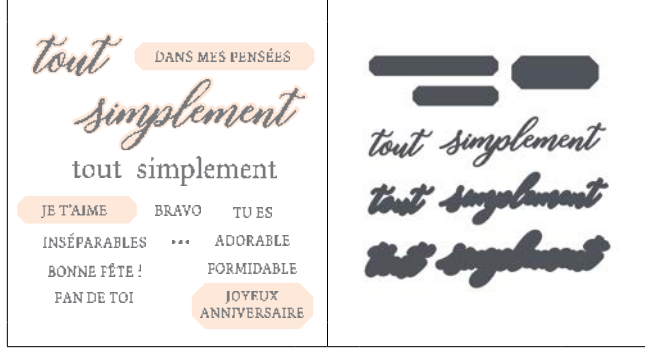 tout
DANS MES PENSÉES
simplement
tout simplement
JE T'AIME
BRAVO
TU ES
INSÉPARABLES
...
ADORABLE
BONNE FÊTE !
FORMIDABLE
FAN DE TOI
JOYEUX
ANNIVERSAIRE
tout simplement
tout simplement
tout simplement